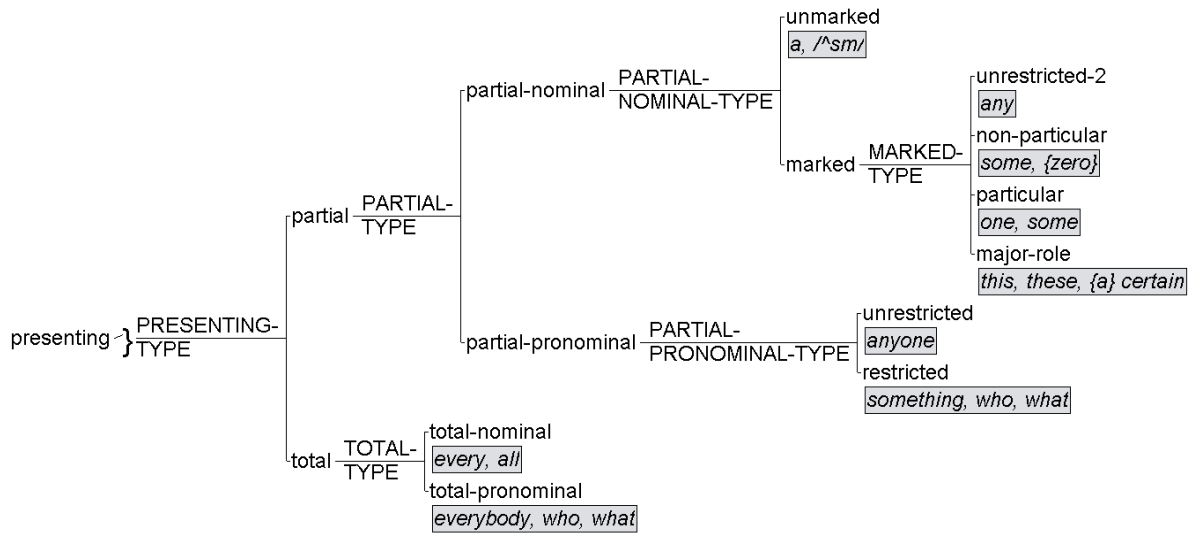 unmarked
a, /^sm/
partial-nominal PARTIAL-
NOMINAL-TYPE
unrestricted-2
any
non-particular
some, {zero}
marked MARKED-
TYPE
particular
one, some
major-role
this, these, {a} certain
partial PARTIAL-
TYPE
presenting } PRESENTING-
TYPE
partial-pronominal PARTIAL-
PRONOMINAL-TYPE
unrestricted
anyone
restricted
something, who, what
total TOTAL-
TYPE
total-nominal
every, all
total-pronominal
everybody, who, what